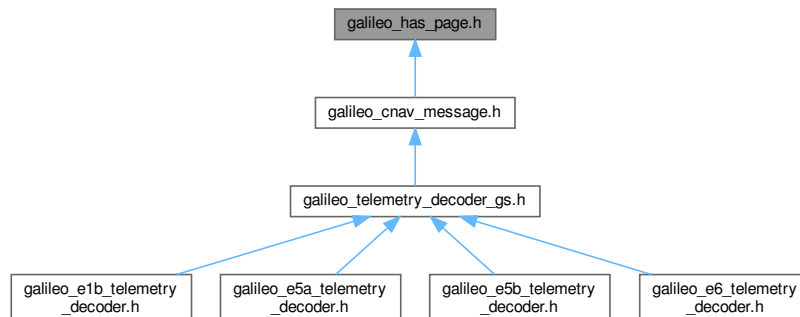 galileo_has_page.h
galileo_cnav_message.h
galileo_telemetry_decoder_gs.h
galileo_e1b_telemetry
_decoder.h
galileo_e5a_telemetry
_decoder.h
galileo_e5b_telemetry
_decoder.h
galileo_e6_telemetry
_decoder.h